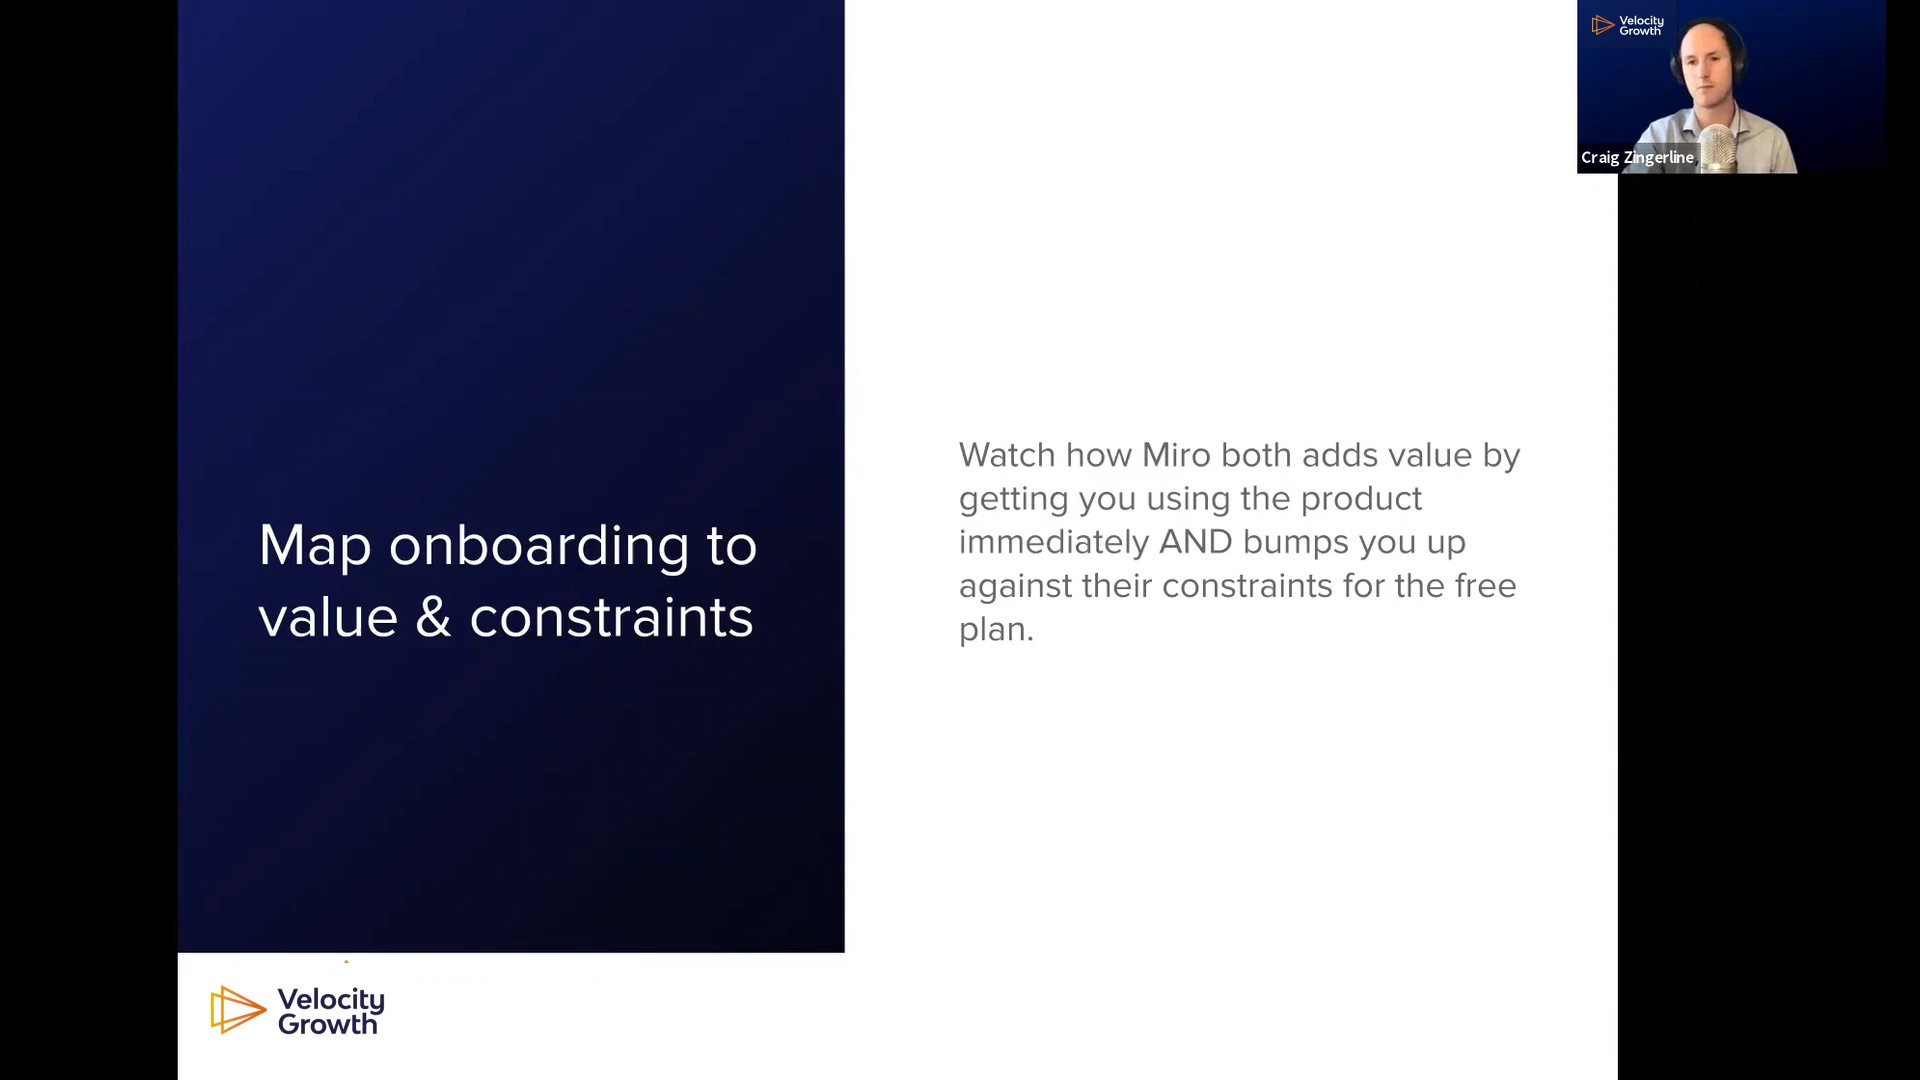 Map onboarding to
value & constraints
Watch how Miro both adds value by
getting you using the product
immediately AND bumps you up
against their constraints for the free
plan.
Velocity
Growth
Velocity
Growth
Craig Zingerline